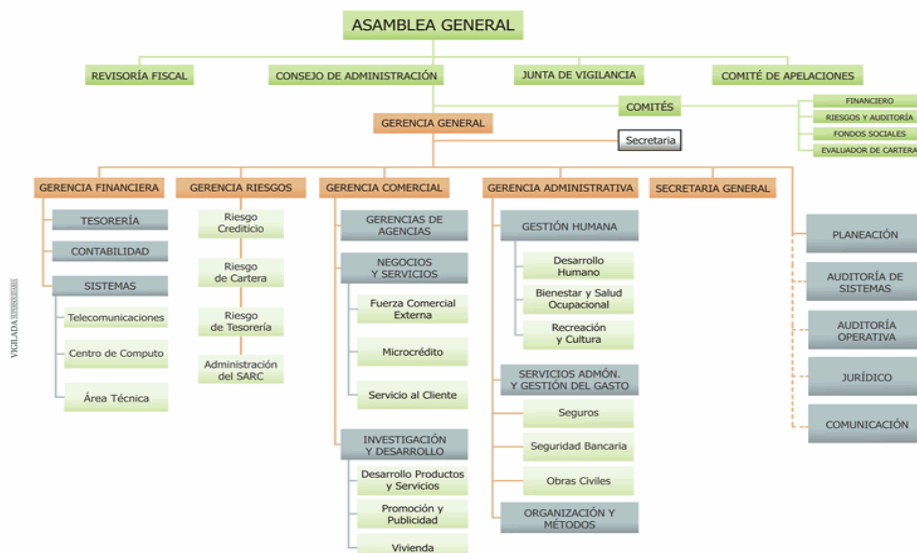 ASAMBLEA GENERAL
REVISORÍA FISCAL
CONSEJO DE ADMINISTRACIÓN
JUNTA DE VIGILANCIA
COMITÉ DE APELACIONES
COMITÉS
FINANCIERO
RIESGOS Y AUDITORÍA
FONDOS SOCIALES
EVALUADOR DE CARTERA
GERENCIA GENERAL
Secretaria
GERENCIA FINANCIERA
TESORERÍA
CONTABILIDAD
SISTEMAS
Telecomunicaciones
Centro de Computo
Área Técnica
GERENCIA RIESGOS
Riesgo
Crediticio
Riesgo
de Cartera
Riesgo
de Tesorería
Administración
del SARC
GERENCIA COMERCIAL
GERENCIAS DE
AGENCIAS
NEGOCIOS
Y SERVICIOS
Fuerza Comercial
Externa
Microcrédito
Servicio al Cliente
INVESTIGACIÓN
Y DESARROLLO
Desarrollo Productos
y Servicios
Promoción y
Publicidad
Vivienda
GERENCIA ADMINISTRATIVA
GESTIÓN HUMANA
Desarrollo
Humano
Bienestar y Salud
Ocupacional
Recreación
y Cultura
SERVICIOS ADMÓN.
Y GESTIÓN DEL GASTO
Seguros
Seguridad Bancaria
Obras Civiles
ORGANIZACIÓN Y
MÉTODOS
SECRETARIA GENERAL
PLANEACIÓN
AUDITORÍA DE
SISTEMAS
AUDITORÍA
OPERATIVA
JURÍDICO
COMUNICACIÓN
VIGILADA